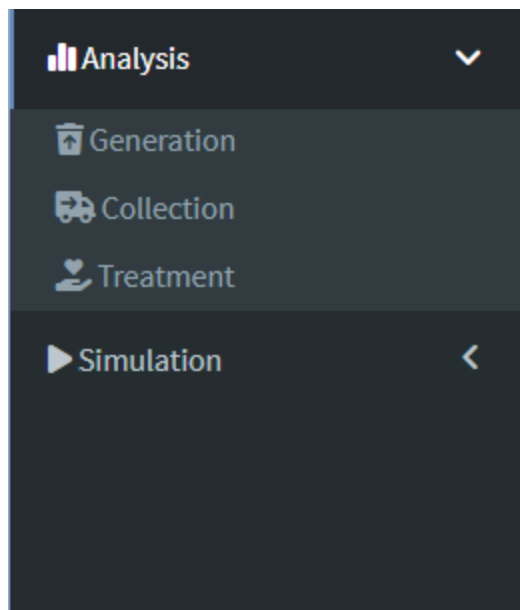 Analysis
Generation
Collection
Treatment
Simulation